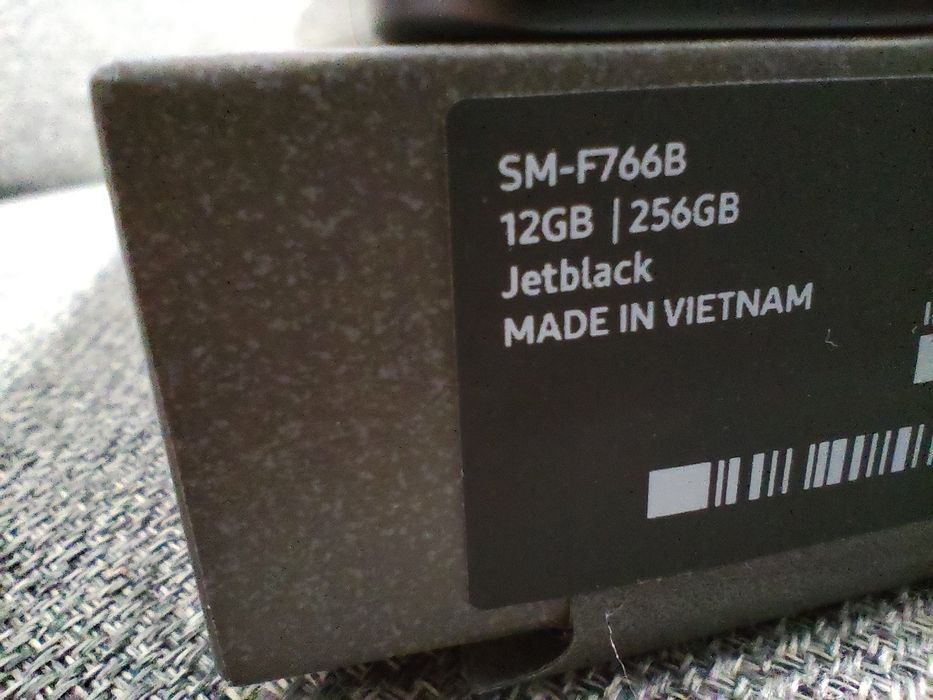 SM-F766B
12GB | 256GB
Jetblack
MADE IN VIETNAM